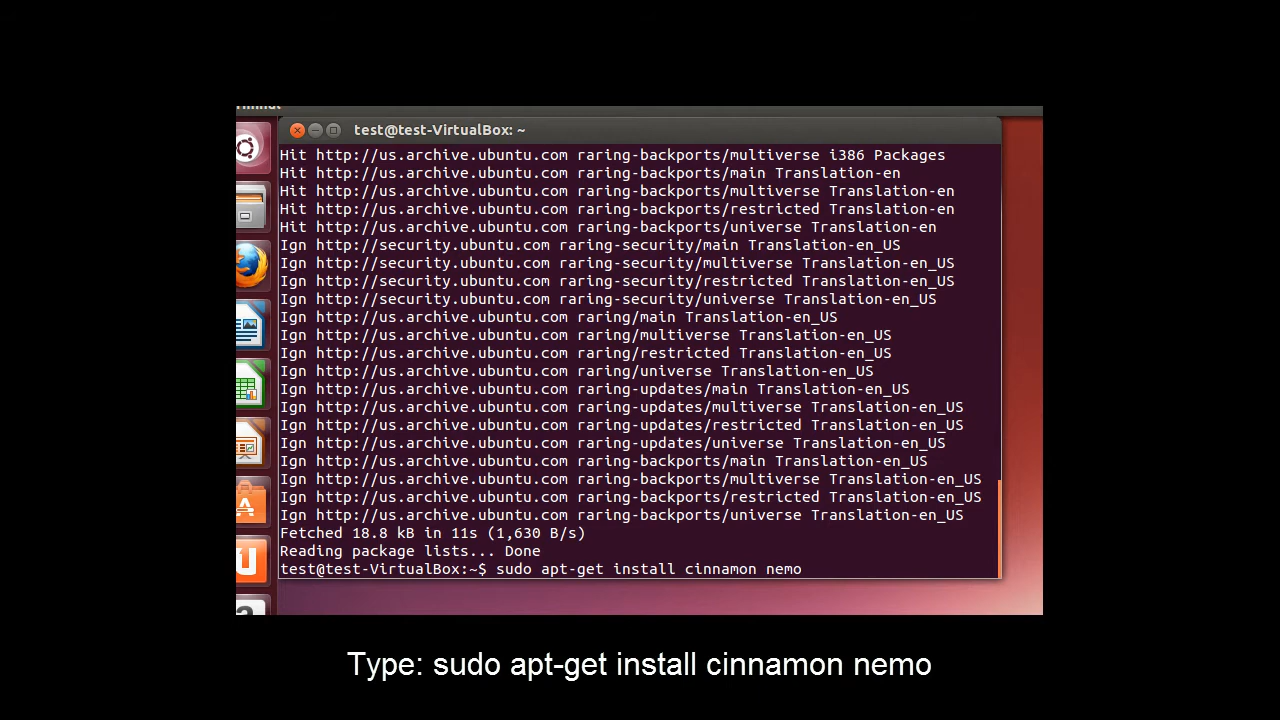 test@test-VirtualBox: ~
Hit http://us.archive.ubuntu.com raring-backports/multiverse i386 Packages
Hit http://us.archive.ubuntu.com raring-backports/main Translation-en
Hit http://us.archive.ubuntu.com raring-backports/multiverse Translation-en
Hit http://us.archive.ubuntu.com raring-backports/restricted Translation-en
Hit http://us.archive.ubuntu.com raring-backports/universe Translation-en
Ign http://security.ubuntu.com raring-security/main Translation-en_US
Ign http://security.ubuntu.com raring-security/multiverse Translation-en_US
Ign http://security.ubuntu.com raring-security/restricted Translation-en_US
Ign http://security.ubuntu.com raring-security/universe Translation-en_US
Ign http://us.archive.ubuntu.com raring/main Translation-en_US
Ign http://us.archive.ubuntu.com raring/multiverse Translation-en_US
Ign http://us.archive.ubuntu.com raring/restricted Translation-en_US
Ign http://us.archive.ubuntu.com raring/universe Translation-en_US
Ign http://us.archive.ubuntu.com raring-updates/main Translation-en_US
Ign http://us.archive.ubuntu.com raring-updates/multiverse Translation-en_US
Ign http://us.archive.ubuntu.com raring-updates/restricted Translation-en_US
Ign http://us.archive.ubuntu.com raring-updates/universe Translation-en_US
Ign http://us.archive.ubuntu.com raring-backports/main Translation-en_US
Ign http://us.archive.ubuntu.com raring-backports/multiverse Translation-en_US
Ign http://us.archive.ubuntu.com raring-backports/restricted Translation-en_US
Ign http://us.archive.ubuntu.com raring-backports/universe Translation-en_US
Fetched 18.8 kB in 11s (1,630 B/s)
Reading package lists... Done
test@test-VirtualBox:~$ sudo apt-get install cinnamon nemo
Type: sudo apt-get install cinnamon nemo